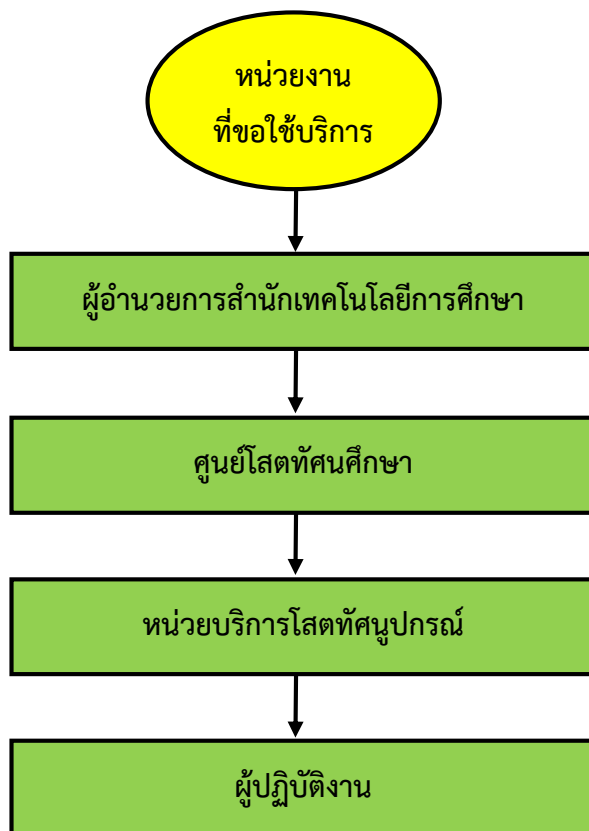 หน่วยงาน
ที่ขอใช้บริการ
ผู้อำนวยการสำนักเทคโนโลยีการศึกษา
ศูนย์โสตทัศนศึกษา
หน่วยบริการโสตทัศนูปกรณ์
ผู้ปฏิบัติงาน